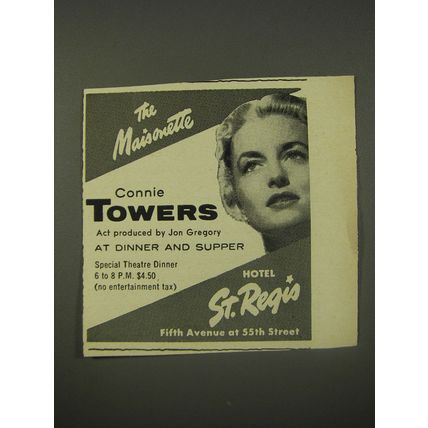 The
Maisonette
Connie
TOWERS
Act produced by Jon Gregory
AT DINNER AND SUPPER
Special Theatre Dinner
6 to 8 P.M. $4.50
(no entertainment tax)
HOTEL
St. Regis
Fifth Avenue at 55th Street